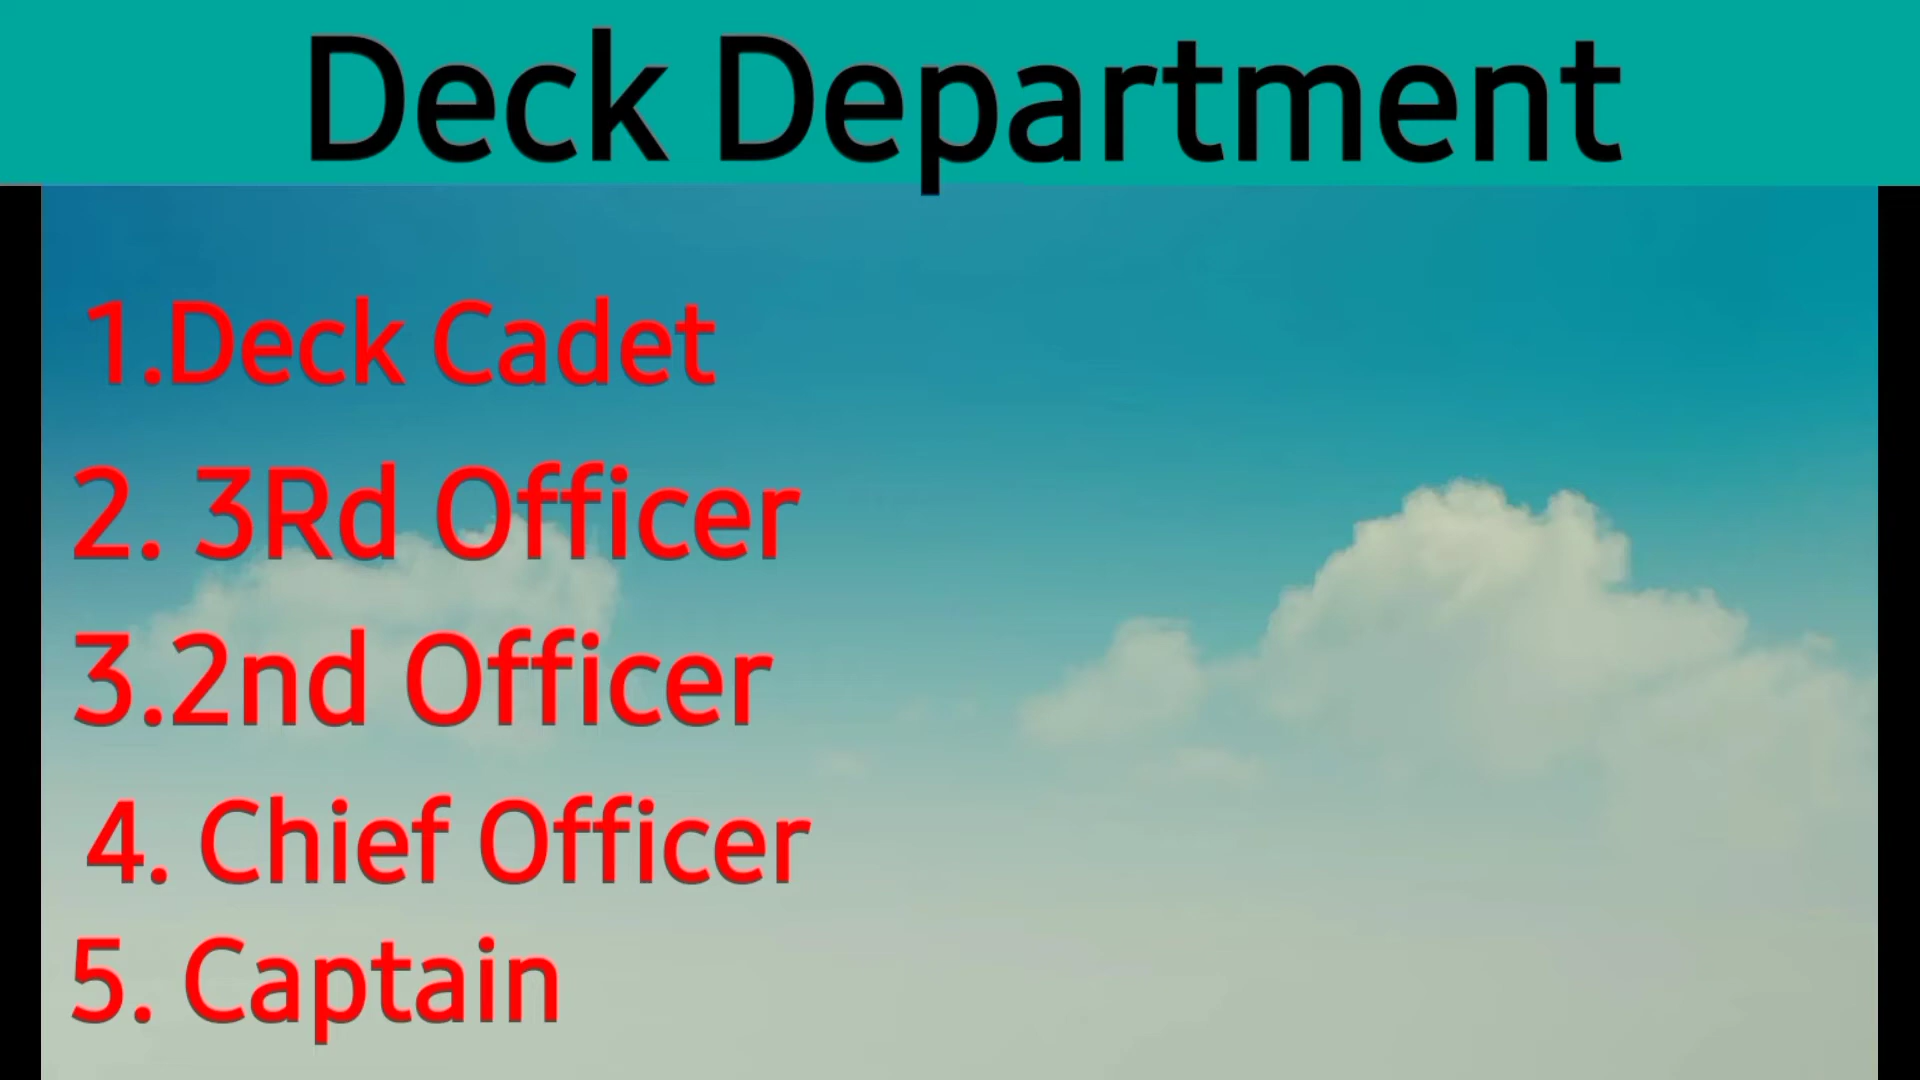 Deck Department
1.Deck Cadet
2. 3Rd Officer
3.2nd Officer
4. Chief Officer
5. Captain